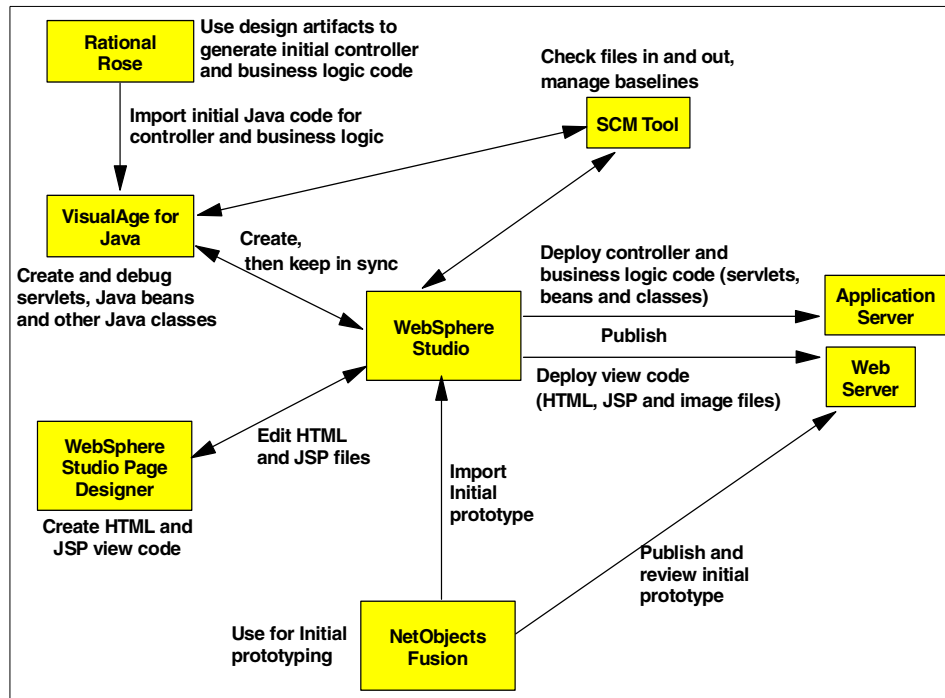 Rational
Rose
Use design artifacts to
generate initial controller
and business logic code
Import initial Java code for
controller and business logic
Check files in and out,
manage baselines
SCM Tool
VisualAge for
Java
Create,
then keep in sync
Create and debug
servlets, Java beans
and other Java classes
Deploy controller and
business logic code (servlets,
beans and classes)
WebSphere
Studio
Application
Server
Publish
Web
Server
Deploy view code
(HTML, JSP and image files)
WebSphere
Studio Page
Designer
Edit HTML
and JSP files
Create HTML and
JSP view code
Import
Initial
prototype
Publish and
review initial
prototype
Use for Initial
prototyping
NetObjects
Fusion